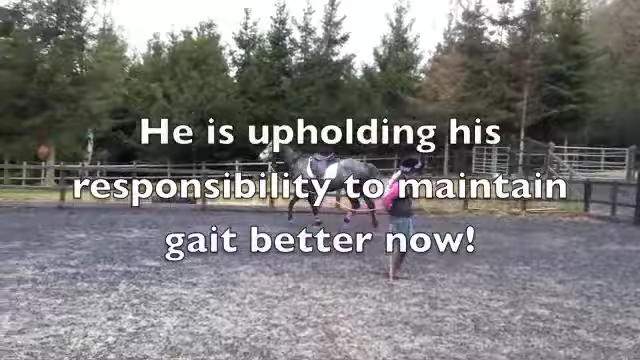 He is upholding his
responsibility to maintain
gait better now!